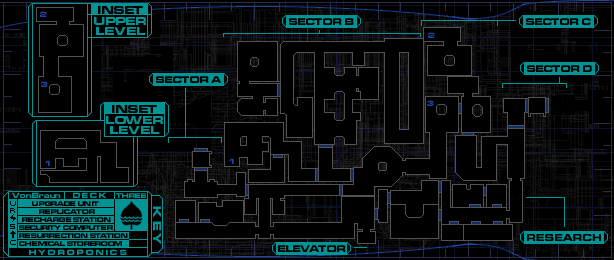 2
INSET
UPPER
LEVEL
3
SECTOR B
SECTOR C
2
SECTOR D
SECTOR A
INSET
LOWER
LEVEL
3
1
1
VonBraun DECK THREE
U UPGRADE UNIT
R REPLICATOR
RECHARGE STATION
S SECURITY COMPUTER
RESURRECTION STATION
CHEMICAL STOREROOM
KEY
HYDROPONICS
ELEVATOR
RESEARCH